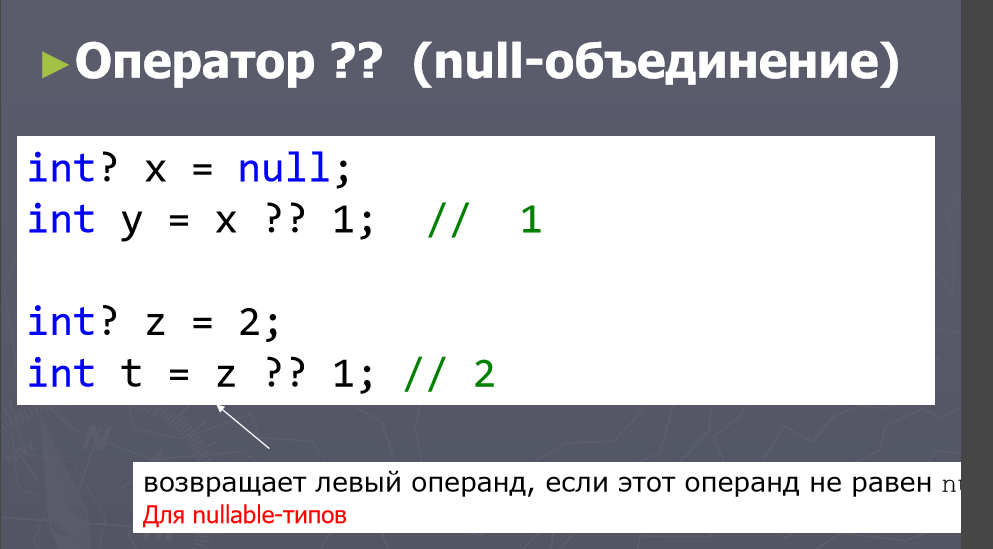 Оператор ?? (null-объединение)
int? x = null;
int y = x ?? 1; // 1
int? z = 2;
int t = z ?? 1; // 2
возвращает левый операнд, если этот операнд не равен
Для nullable-типов